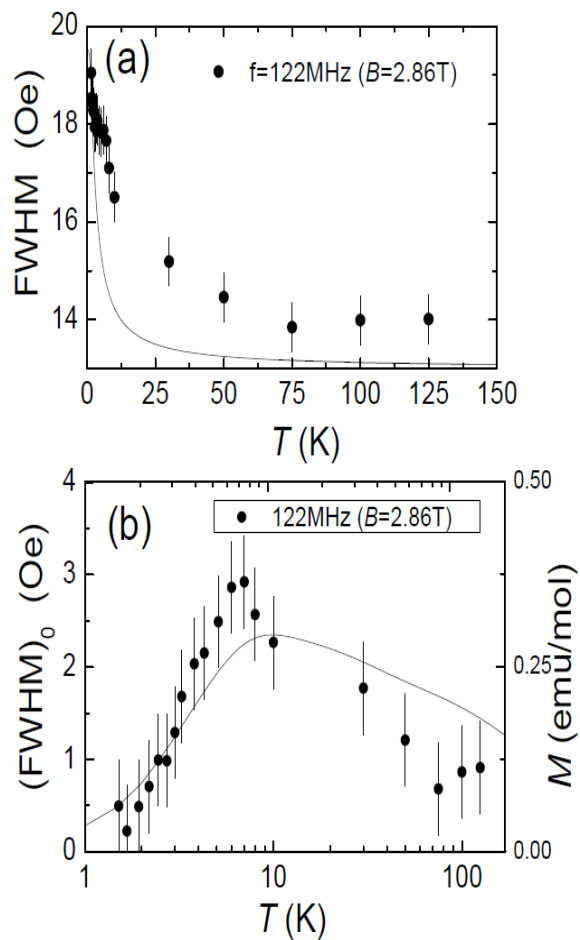 20
(a)
f=122MHz (B=2.86T)
18
16
14
FWHM (Oe)
0 25 50 75 100 125 150
T (K)
4
0.50
(b)
122MHz (B=2.86T)
3
2
0.25
1
0
0.00
(FWHM)0 (Oe)
M (emu/mol)
1 10 100
T (K)